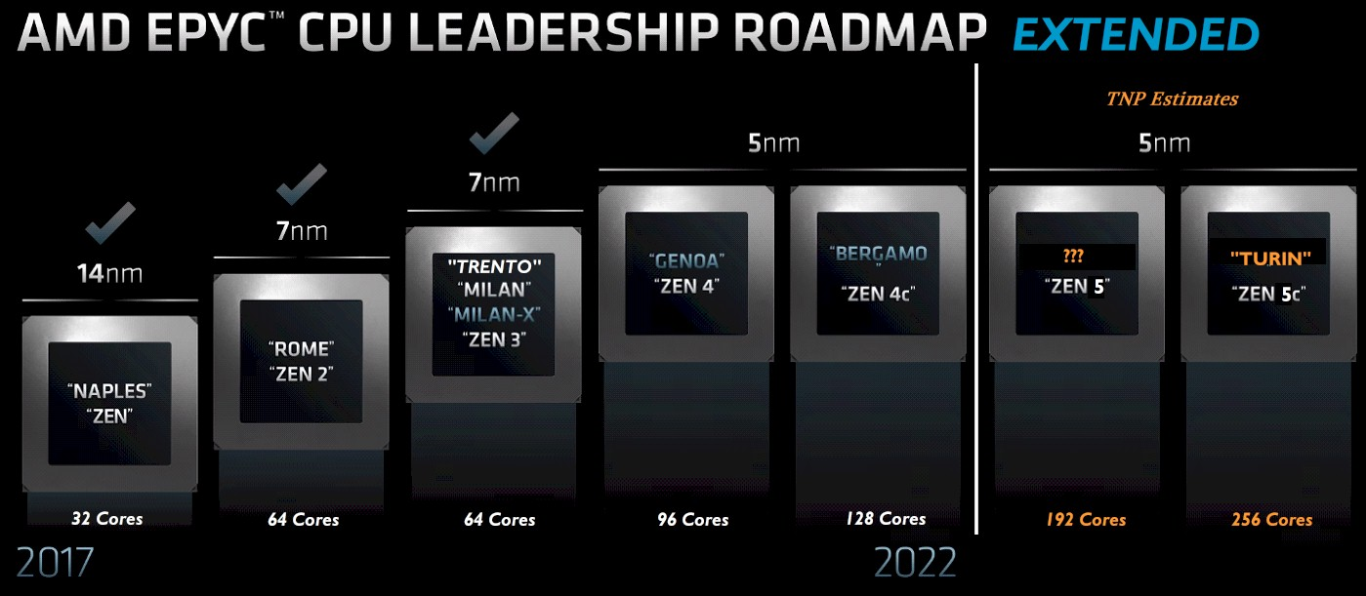 AMD EPYC™ CPU LEADERSHIP ROADMAP EXTENDED
TNP Estimates
5nm
5nm
7nm
7nm
14nm
"TRENTO"
"MILAN"
"MILAN-X"
"ZEN 3"
"GENOA"
"ZEN 4"
"BERGAMO
"
"ZEN 4c"
???
"ZEN 5"
"TURIN"
"ZEN 5c"
"ROME"
"ZEN 2"
"NAPLES"
"ZEN"
32 Cores
64 Cores
64 Cores
96 Cores
128 Cores
192 Cores
256 Cores
2017
2022